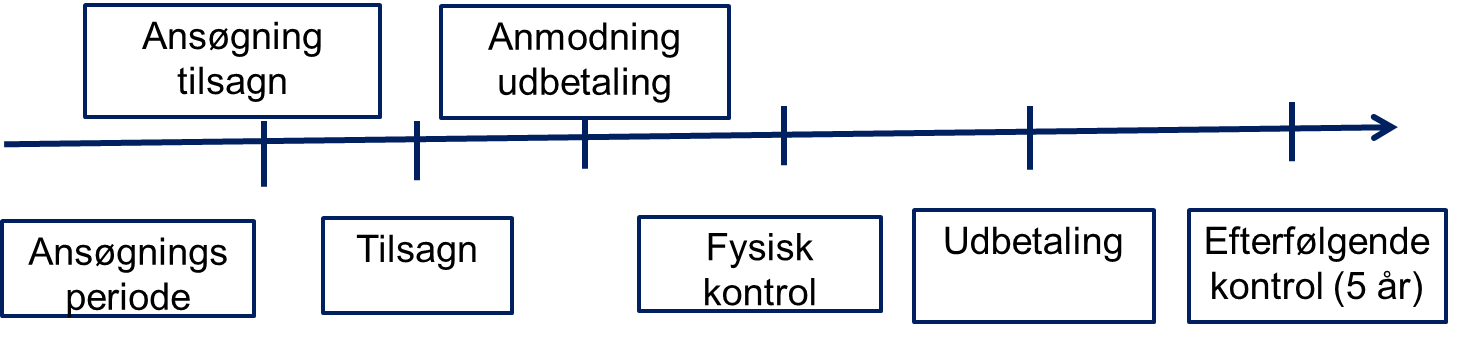 Ansøgning
tilsagn
Anmodning
udbetaling
Ansøgnings
periode
Tilsagn
Fysisk
kontrol
Udbetaling
Efterfølgende
kontrol (5 år)